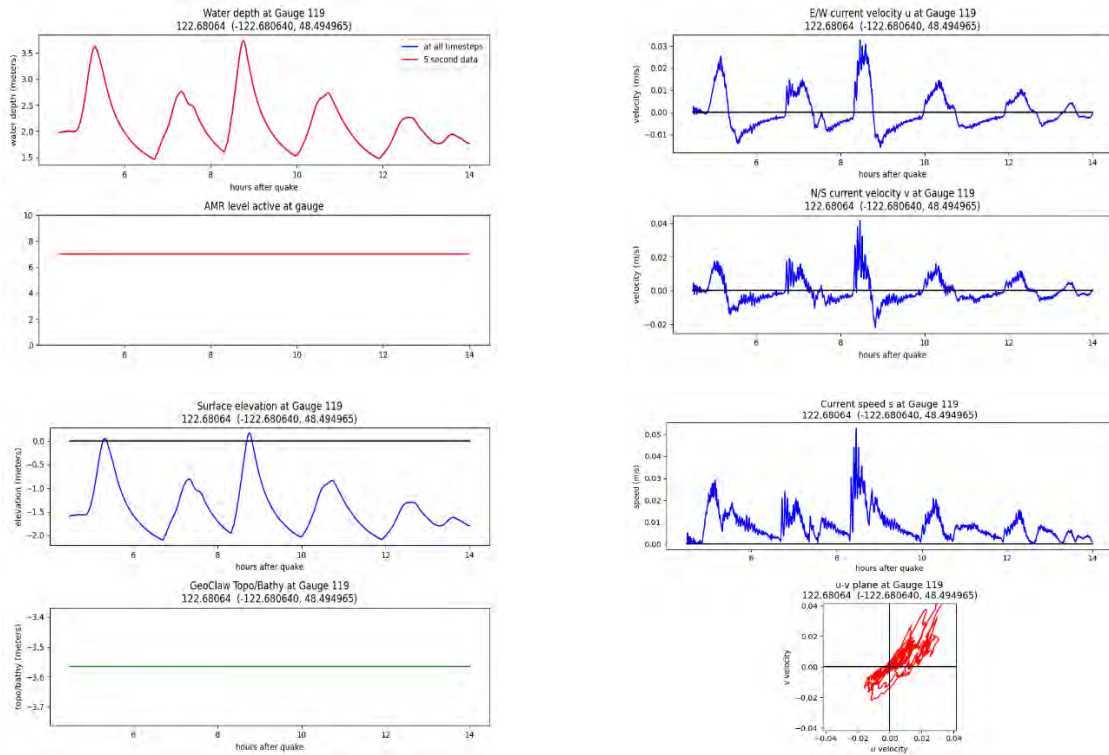 Water depth at Gauge 119
122.68064 (-122.680640, 48.494965)
at all timesteps
5 second data
water depth (meters)
3.5
3.0
2.5
2.0
1.5
6 8 10 12 14
hours after quake
AMR level active at gauge
10
8
6
4
2
0
6 8 10 12 14
hours after quake
Surface elevation at Gauge 119
122.68064 (-122.680640, 48.494965)
elevation (meters)
0.0
−0.5
−1.0
−1.5
−2.0
6 8 10 12 14
hours after quake
GeoClaw Topo/Bathy at Gauge 119
122.68064 (-122.680640, 48.494965)
topo/bathy (meters)
−3.4
−3.5
−3.6
−3.7
6 8 10 12 14
hours after quake
E/W current velocity u at Gauge 119
122.68064 (-122.680640, 48.494965)
velocity (m/s)
0.03
0.02
0.01
0.00
−0.01
6 8 10 12 14
hours after quake
N/S current velocity v at Gauge 119
122.68064 (-122.680640, 48.494965)
velocity (m/s)
0.04
0.02
0.00
−0.02
6 8 10 12 14
hours after quake
Current speed s at Gauge 119
122.68064 (-122.680640, 48.494965)
speed (m/s)
0.05
0.04
0.03
0.02
0.01
0.00
6 8 10 12 14
hours after quake
u-v plane at Gauge 119
122.68064 (-122.680640, 48.494965)
v velocity
0.04
0.02
0.00
−0.02
−0.04
−0.04 −0.02 0.00 0.02 0.04
u velocity